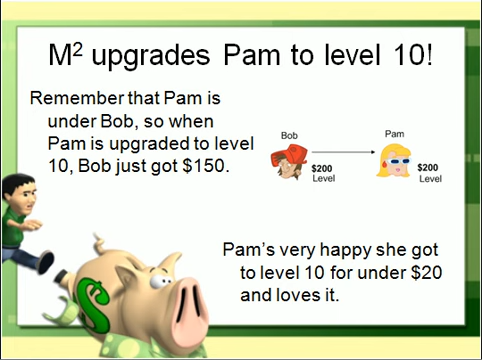 M² upgrades Pam to level 10!
Remember that Pam is
under Bob, so when
Pam is upgraded to level
10, Bob just got $150.
Bob
Pam
$200
Level
$200
Level
Pam's very happy she got
to level 10 for under $20
and loves it.
$